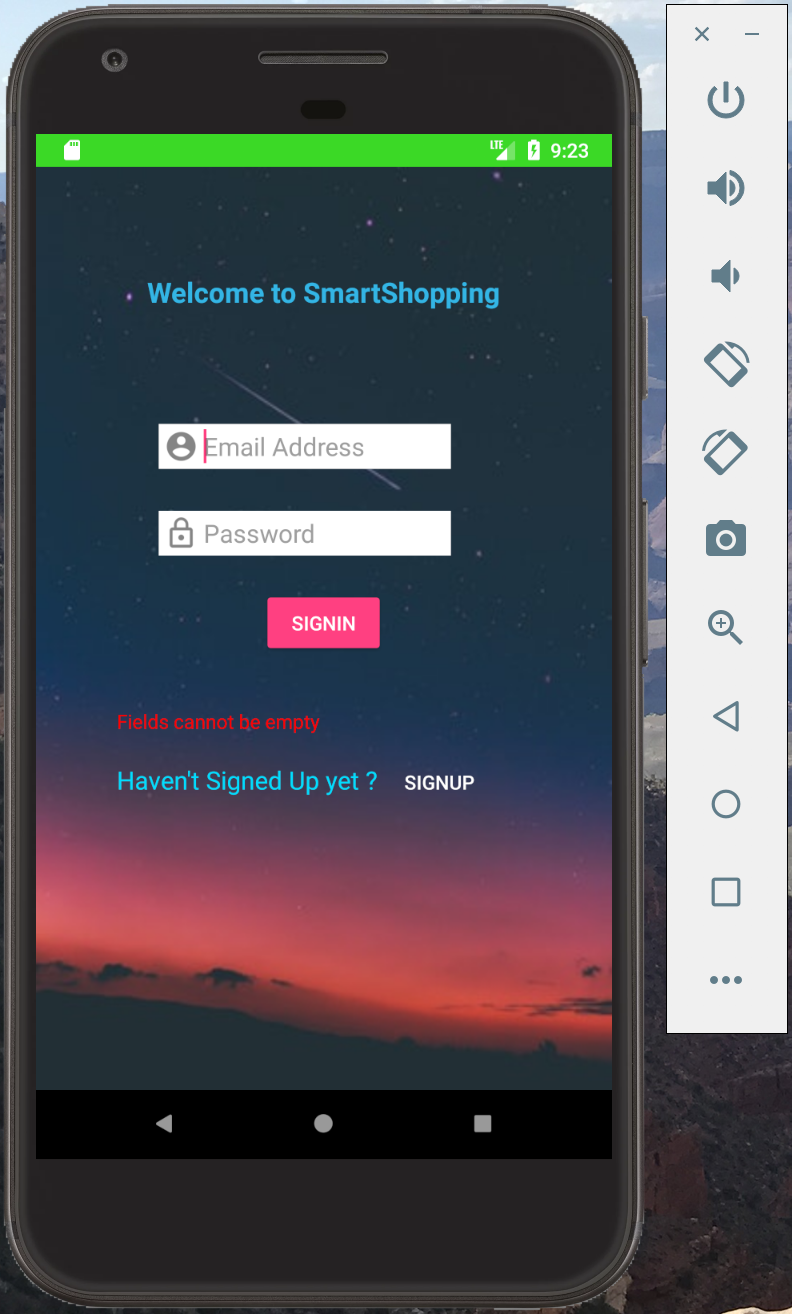 LTE 9:23
Welcome to SmartShopping
Email Address
Password
SIGNIN
Fields cannot be empty
Haven't Signed Up yet ? SIGNUP